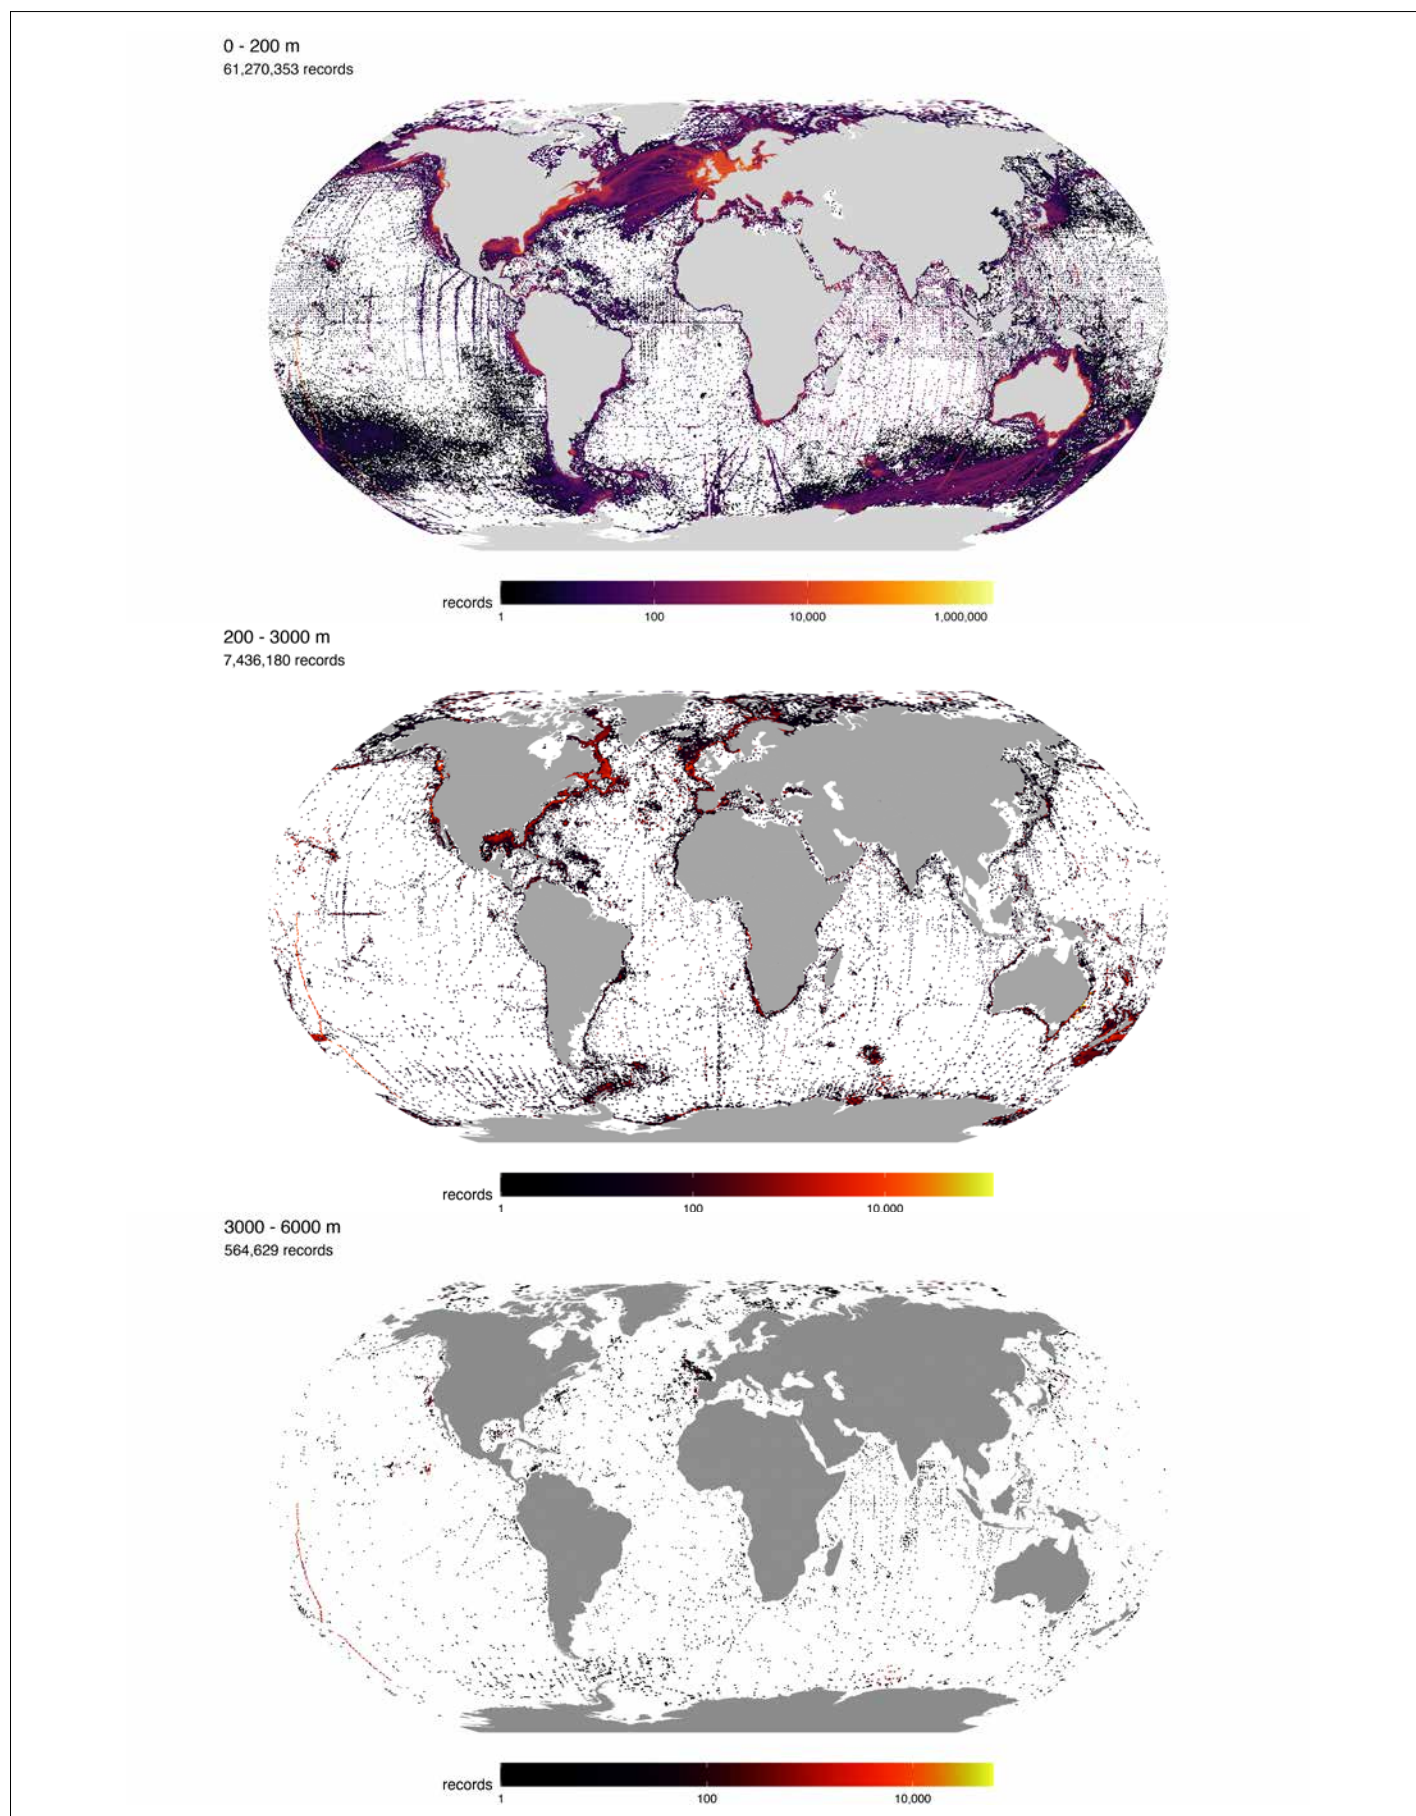 0 - 200 m
61,270,353 records
records
1 100 10,000 1,000,000
200 - 3000 m
7,436,180 records
records
1 100 10,000
3000 - 6000 m
564,629 records
records
1 100 10,000